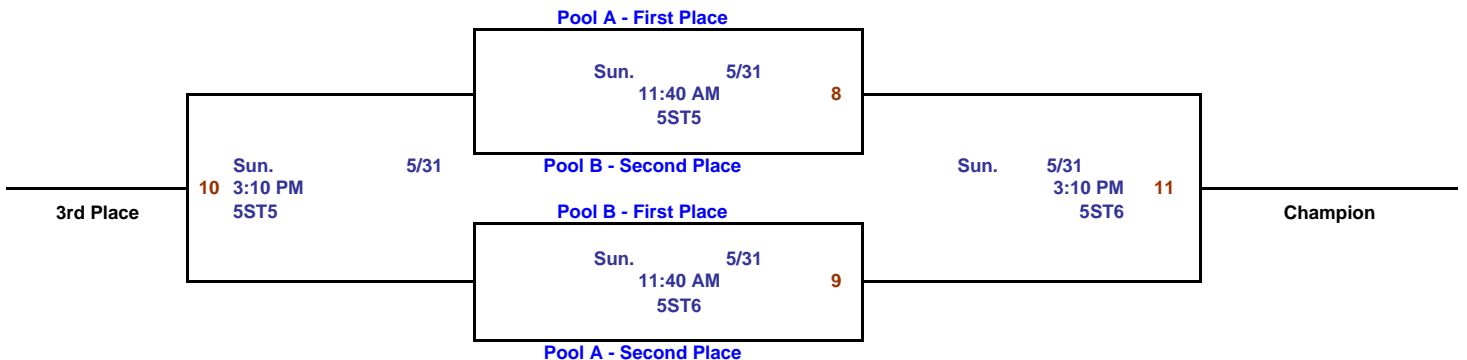 Pool A - First Place
Sun. 5/31
11:40 AM 8
5ST5
Pool B - Second Place
Sun. 5/31
10 3:10 PM
5ST5
3rd Place
Sun. 5/31
3:10 PM 11
5ST6
Champion
Pool B - First Place
Sun. 5/31
11:40 AM 9
5ST6
Pool A - Second Place